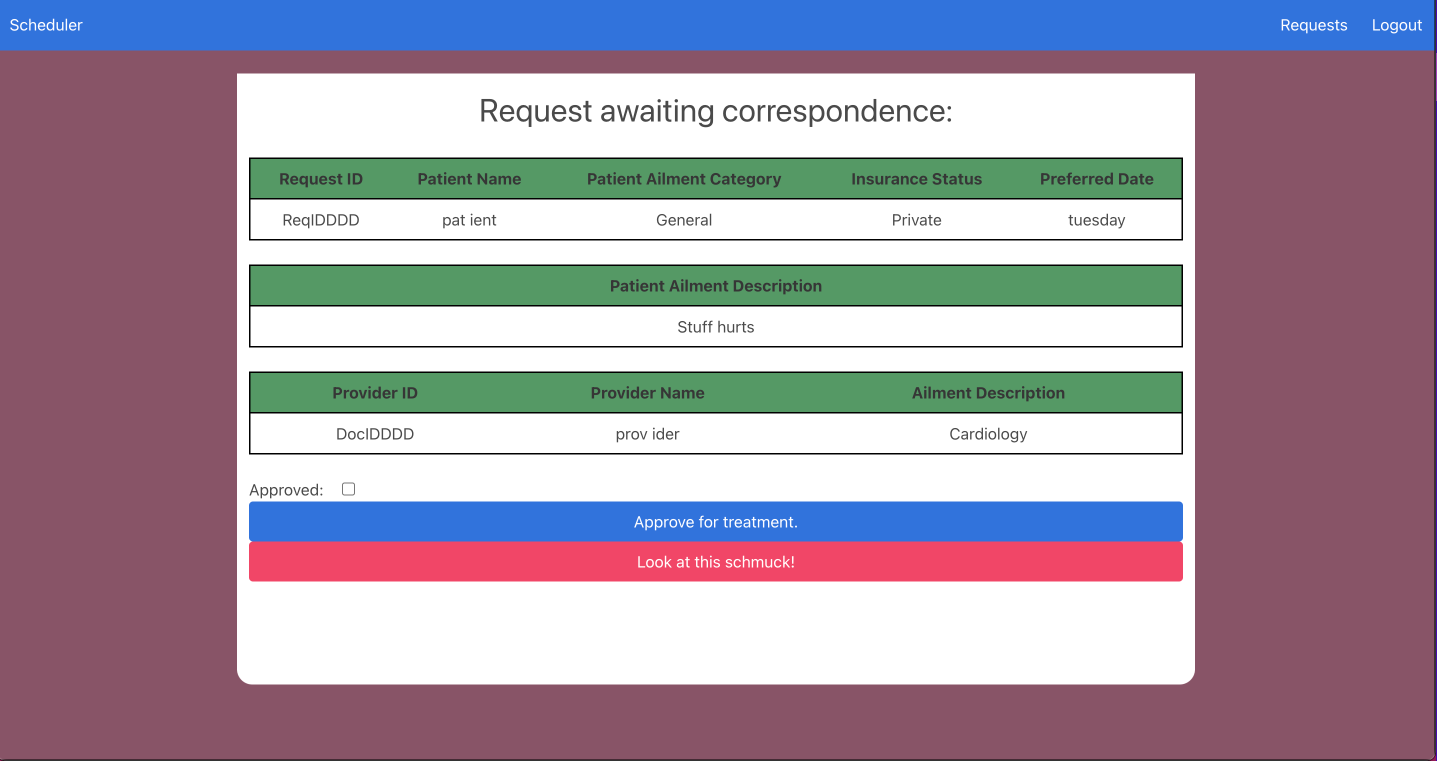 Scheduler Requests Logout
Request awaiting correspondence:
Request ID Patient Name Patient Ailment Category Insurance Status Preferred Date
ReqIDDDD pat ient General Private tuesday
Patient Ailment Description
Stuff hurts
Provider ID Provider Name Ailment Description
DocIDDDD prov ider Cardiology
Approved:
Approve for treatment.
Look at this schmuck!